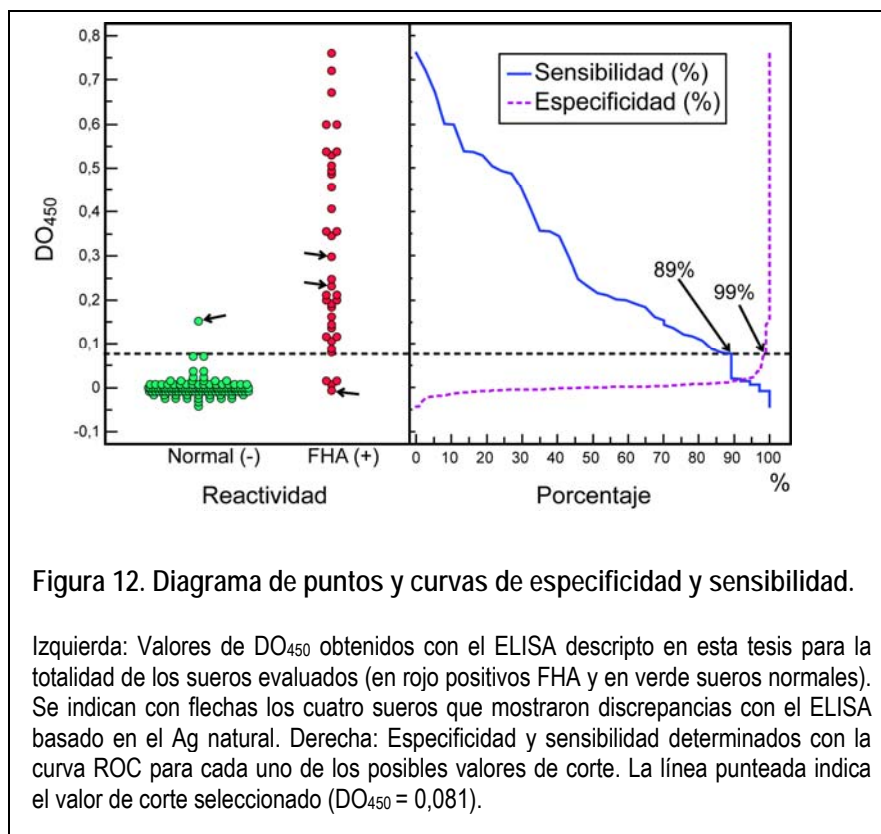 0,8
0,7
0,6
0,5
0,4
0,3
0,2
0,1
0
-0,1
DO450
Normal (-) FHA (+)
Reactividad
Sensibilidad (%)
Especificidad (%)
89%
99%
0 10 20 30 40 50 60 70 80 90 100
%
Porcentaje
Figura 12. Diagrama de puntos y curvas de especificidad y sensibilidad.
Izquierda: Valores de DO450 obtenidos con el ELISA descripto en esta tesis para la
totalidad de los sueros evaluados (en rojo positivos FHA y en verde sueros normales).
Se indican con flechas los cuatro sueros que mostraron discrepancias con el ELISA
basado en el Ag natural. Derecha: Especificidad y sensibilidad determinados con la
curva ROC para cada uno de los posibles valores de corte. La línea punteada indica
el valor de corte seleccionado (DO450 = 0,081).